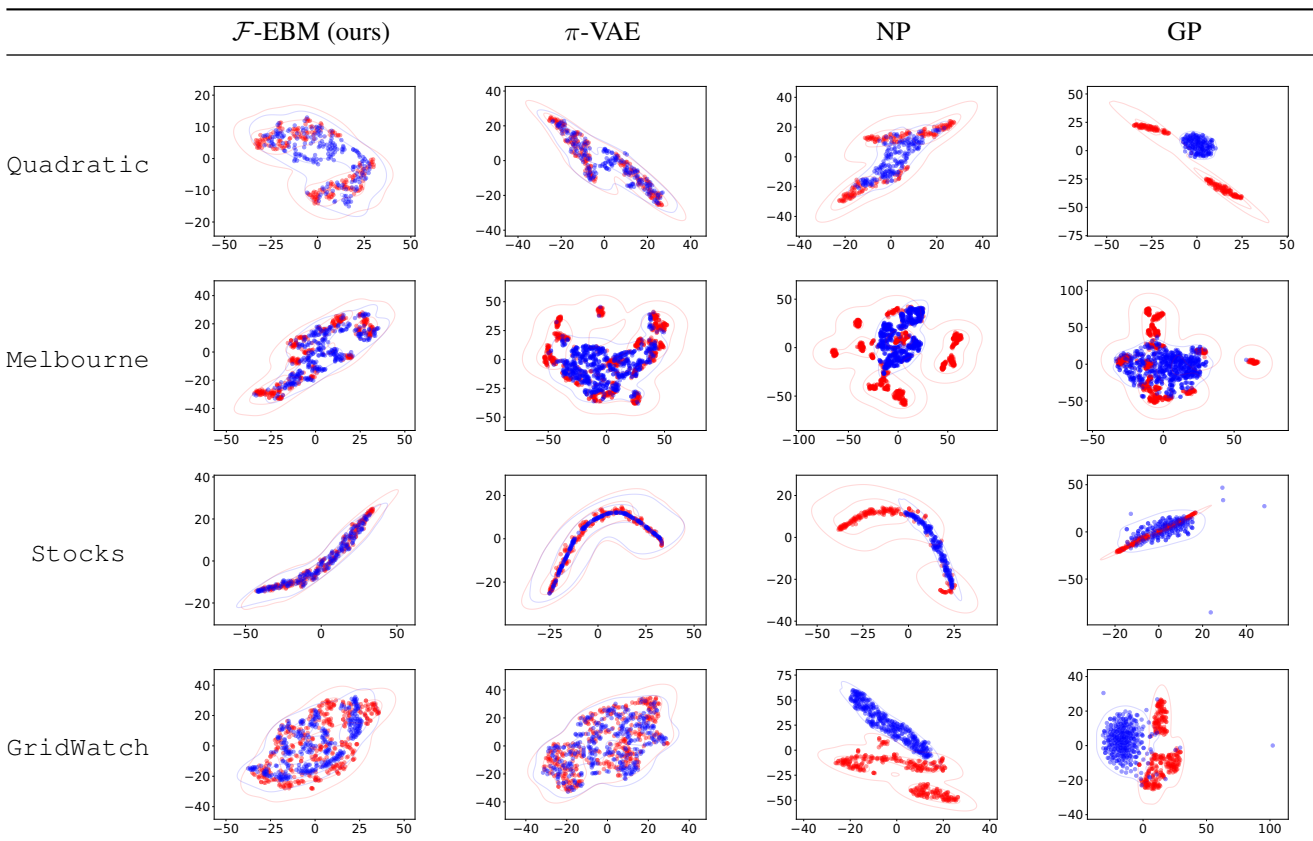 𝓕-EBM (ours) π-VAE NP GP
Quadratic
20 10 0 −10 −20
−50 −25 0 25 50
40 20 0 −20 −40
−40 −20 0 20 40
40 20 0 −20 −40
−40 −20 0 20 40
50 25 0 −25 −50 −75
−50 −25 0 25 50
Melbourne
40 20 0 −20 −40
−50 −25 0 25 50
50 25 0 −25 −50
−50 0 50
50 0 −50
−100 −50 0 50
100 50 0 −50
−50 0 50
Stocks
40 20 0 −20
−50 0 50
20 0 −20
−25 0 25
20 0 −20 −40
−50 −25 0 25
50 0 −50
−20 0 20 40
GridWatch
40 20 0 −20 −40
−50 −25 0 25 50
40 20 0 −20 −40
−40 −20 0 20 40
75 50 25 0 −25 −50
−40 −20 0 20 40
40 20 0 −20 −40
0 50 100